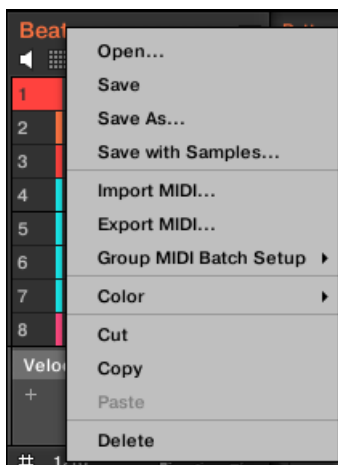 Beat
Open...
Save
1
Save As...
2
Save with Samples...
3
Import MIDI...
4
Export MIDI...
5
Group MIDI Batch Setup
6
Color
7
Cut
8
Copy
Velo
+
Paste
Delete
#